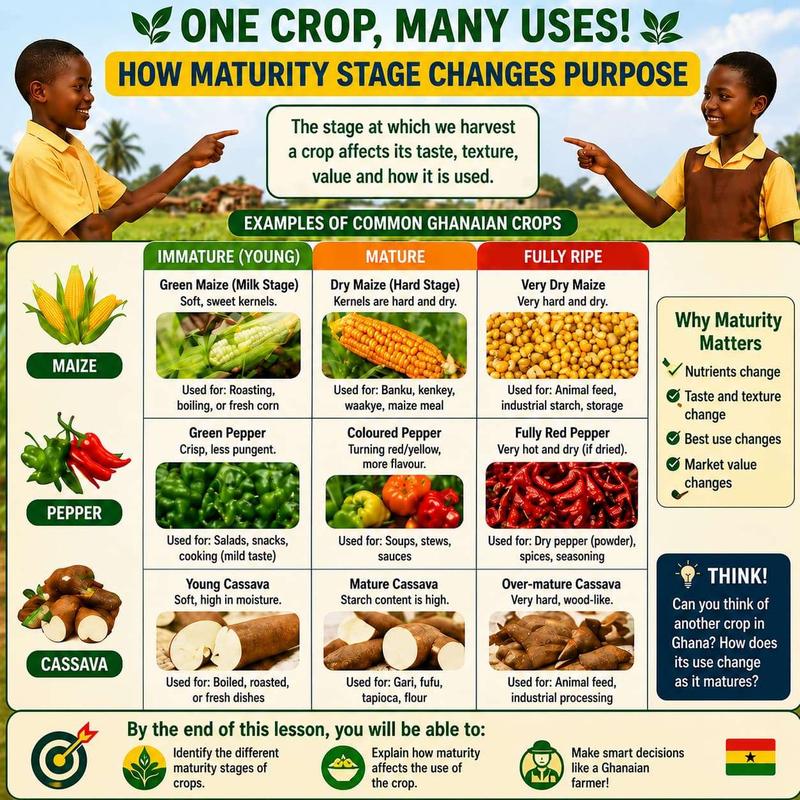 ONE CROP, MANY USES!
HOW MATURITY STAGE CHANGES PURPOSE
The stage at which we harvest
a crop affects its taste, texture,
value and how it is used.
EXAMPLES OF COMMON GHANAIAN CROPS
IMMATURE (YOUNG)
MATURE
FULLY RIPE
MAIZE
Green Maize (Milk Stage)
Soft, sweet kernels.
Used for: Roasting,
boiling, or fresh corn
Dry Maize (Hard Stage)
Kernels are hard and dry.
Used for: Banku, kenkey,
waakye, maize meal
Very Dry Maize
Very hard and dry.
Used for: Animal feed,
industrial starch, storage
PEPPER
Green Pepper
Crisp, less pungent.
Used for: Salads, snacks,
cooking (mild taste)
Coloured Pepper
Turning red/yellow,
more flavour.
Used for: Soups, stews,
sauces
Fully Red Pepper
Very hot and dry (if dried).
Used for: Dry pepper (powder),
spices, seasoning
CASSAVA
Young Cassava
Soft, high in moisture.
Used for: Boiled, roasted,
or fresh dishes
Mature Cassava
Starch content is high.
Used for: Gari, fufu,
tapioca, flour
Over-mature Cassava
Very hard, wood-like.
Used for: Animal feed,
industrial processing
Why Maturity
Matters
Nutrients change
Taste and texture
change
Best use changes
Market value
changes
THINK!
Can you think of
another crop in
Ghana? How does
its use change
as it matures?
By the end of this lesson, you will be able to:
Identify the different
maturity stages of
crops.
Explain how maturity
affects the use of
the crop.
Make smart decisions
like a Ghanaian
farmer!